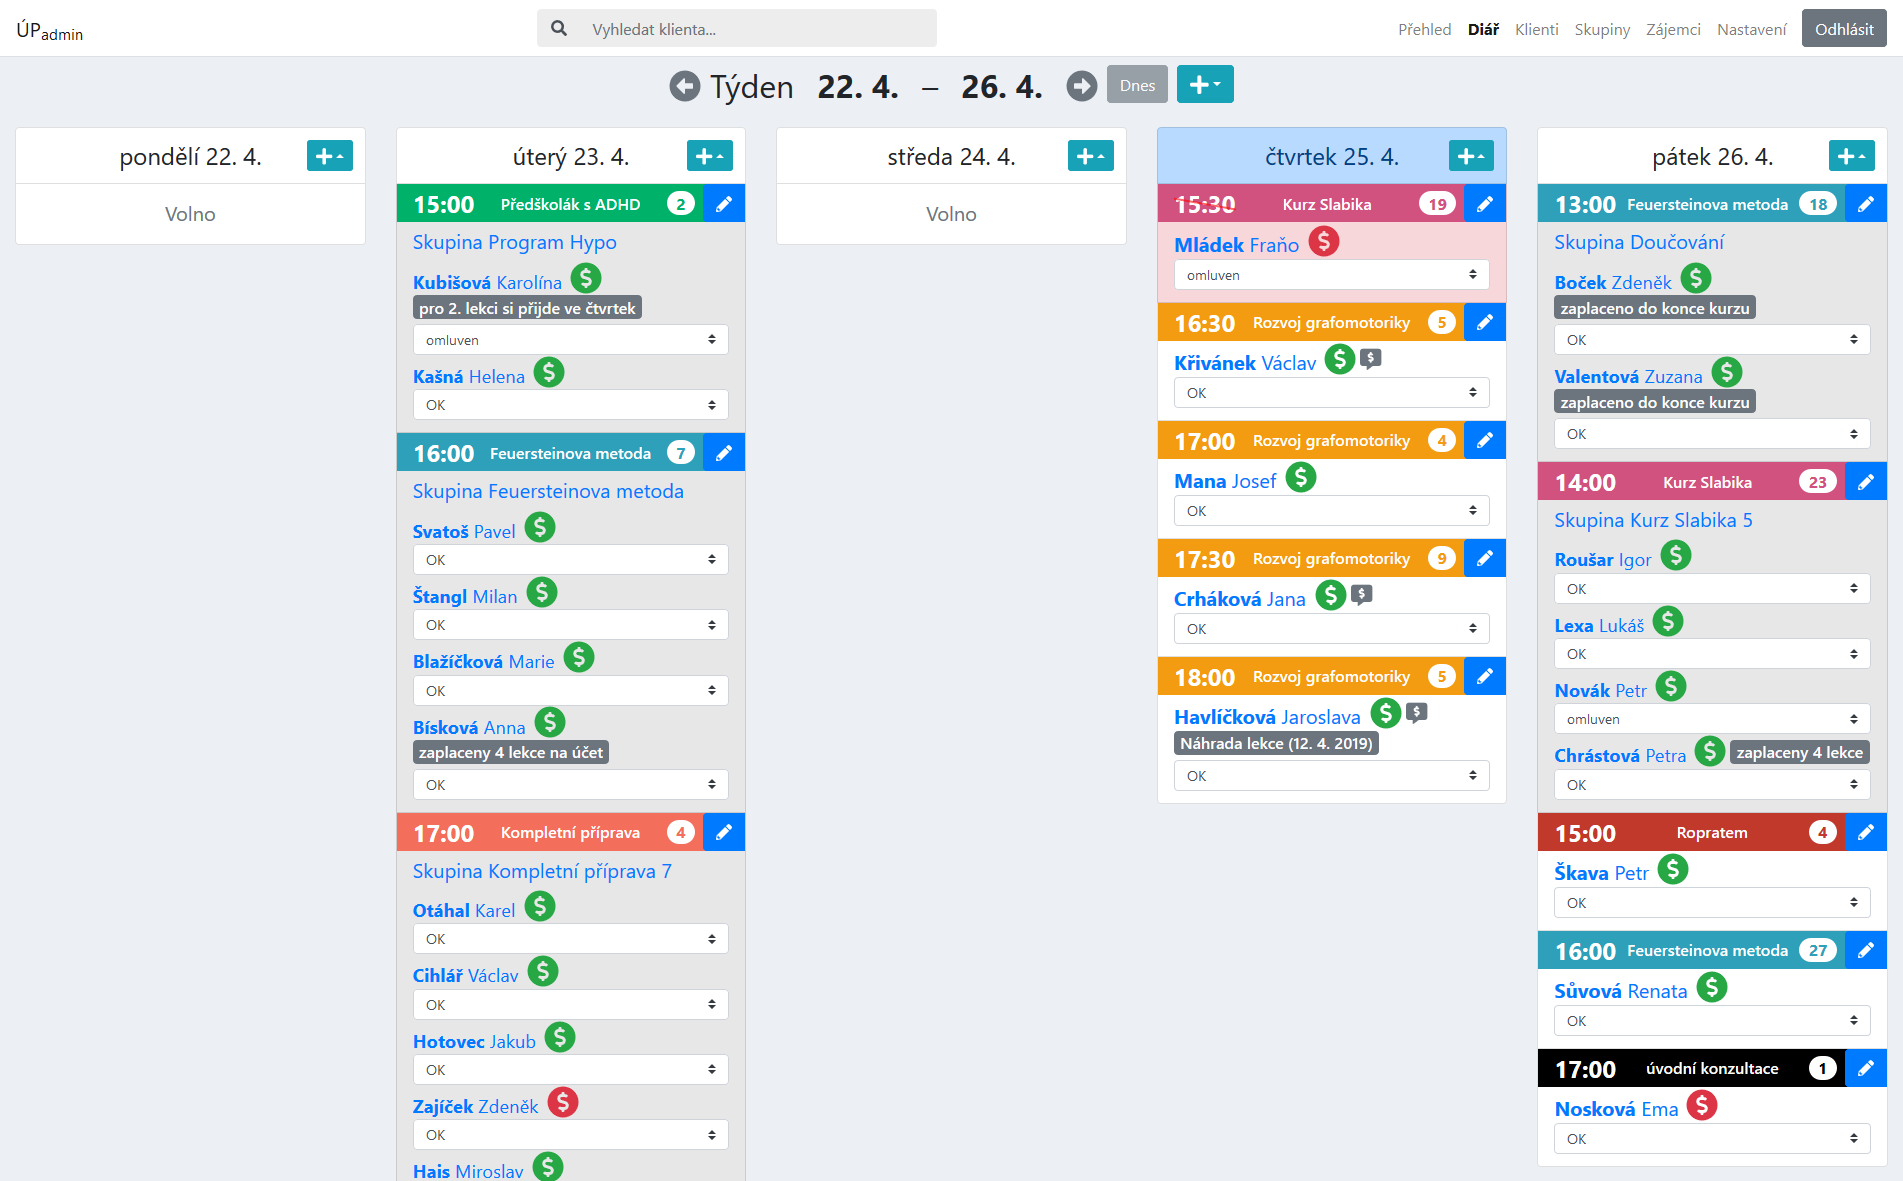 ÚPadmin
Vyhledat klienta...
Přehled Diář Klienti Skupiny Zájemci Nastavení Odhlásit
Týden 22. 4. – 26. 4. Dnes
pondělí 22. 4.
Volno
úterý 23. 4.
15:00 Předškolák s ADHD 2
Skupina Program Hypo
Kubišová Karolína
pro 2. lekci si přijde ve čtvrtek
omluven
Kašná Helena
OK
16:00 Feuersteinova metoda 7
Skupina Feuersteinova metoda
Svatoš Pavel
OK
Štangl Milan
OK
Blažíčková Marie
OK
Bísková Anna
zaplaceny 4 lekce na účet
OK
17:00 Kompletní příprava 4
Skupina Kompletní příprava 7
Otáhal Karel
OK
Cihlář Václav
OK
Hotovec Jakub
OK
Zajíček Zdeněk
OK
Hais Miroslav
středa 24. 4.
Volno
čtvrtek 25. 4.
15:30 Kurz Slabika 19
Mládek Fraňo
omluven
16:30 Rozvoj grafomotoriky 5
Křivánek Václav
OK
17:00 Rozvoj grafomotoriky 4
Mana Josef
OK
17:30 Rozvoj grafomotoriky 9
Crháková Jana
OK
18:00 Rozvoj grafomotoriky 5
Havlíčková Jaroslava
Náhrada lekce (12. 4. 2019)
OK
pátek 26. 4.
13:00 Feuersteinova metoda 18
Skupina Doučování
Boček Zdeněk
zaplaceno do konce kurzu
OK
Valentová Zuzana
zaplaceno do konce kurzu
OK
14:00 Kurz Slabika 23
Skupina Kurz Slabika 5
Roušar Igor
OK
Lexa Lukáš
OK
Novák Petr
omluven
Chrástová Petra zaplaceny 4 lekce
OK
15:00 Ropratem 4
Škava Petr
OK
16:00 Feuersteinova metoda 27
Sůvová Renata
OK
17:00 úvodní konzultace 1
Nosková Ema
OK